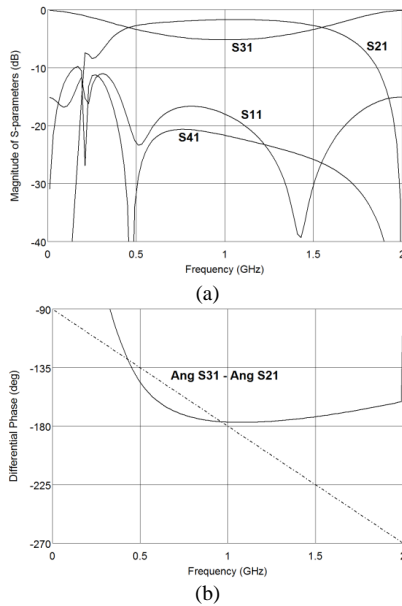 0
-10
-20
-30
-40
Magnitude of S-parameters (dB)
S31
S21
S11
S41
0
0.5
1
1.5
2
Frequency (GHz)
(a)
-90
-135
-180
-225
-270
Differential Phase (deg)
Ang S31 - Ang S21
0
0.5
1
1.5
2
Frequency (GHz)
(b)